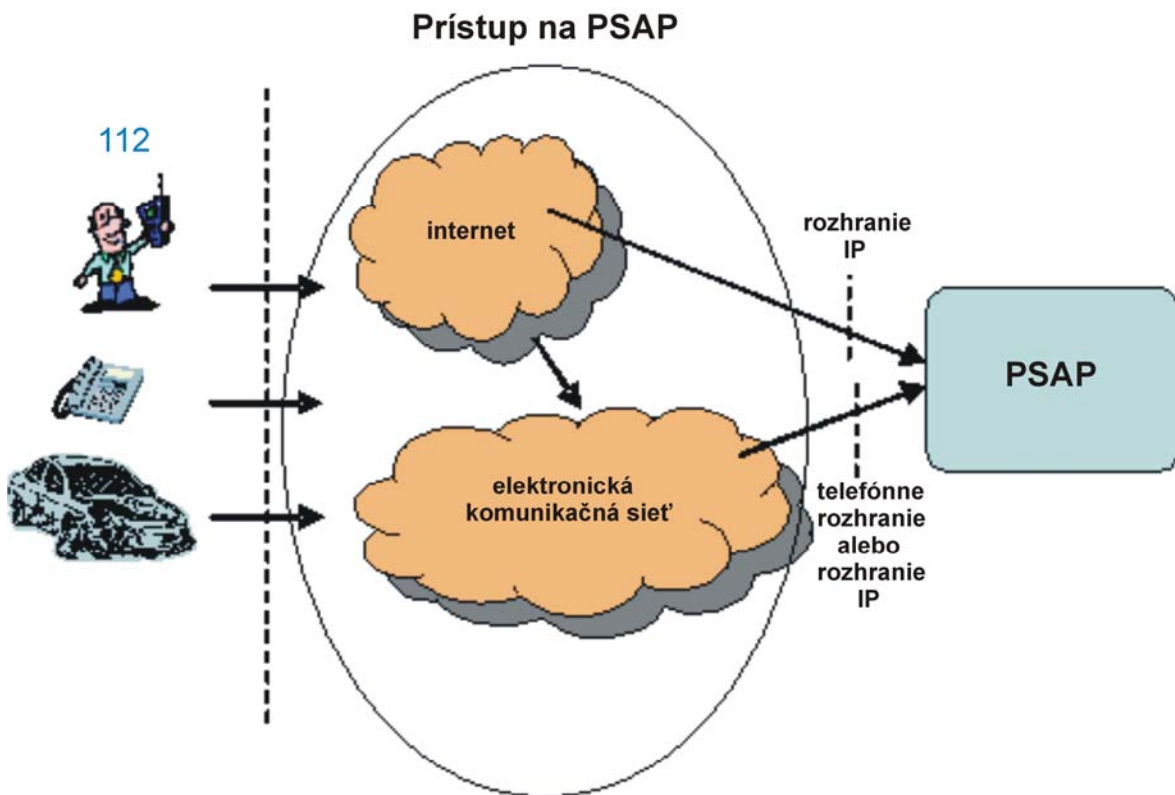 Prístup na PSAP
112
internet
rozhranie
IP
PSAP
elektronická
komunikačná sieť
telefónne
rozhranie
alebo
rozhranie
IP